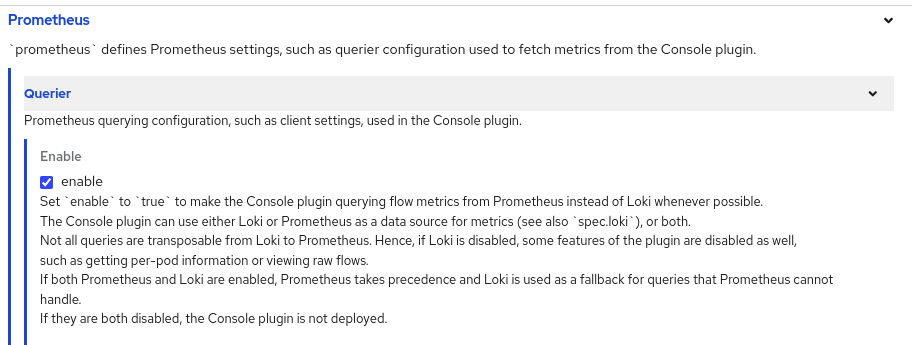 Prometheus
`prometheus` defines Prometheus settings, such as querier configuration used to fetch metrics from the Console plugin.
Querier
Prometheus querying configuration, such as client settings, used in the Console plugin.
Enable
enable
Set `enable` to `true` to make the Console plugin querying flow metrics from Prometheus instead of Loki whenever possible.
The Console plugin can use either Loki or Prometheus as a data source for metrics (see also `spec.loki`), or both.
Not all queries are transposable from Loki to Prometheus. Hence, if Loki is disabled, some features of the plugin are disabled as well,
such as getting per-pod information or viewing raw flows.
If both Prometheus and Loki are enabled, Prometheus takes precedence and Loki is used as a fallback for queries that Prometheus cannot
handle.
If they are both disabled, the Console plugin is not deployed.